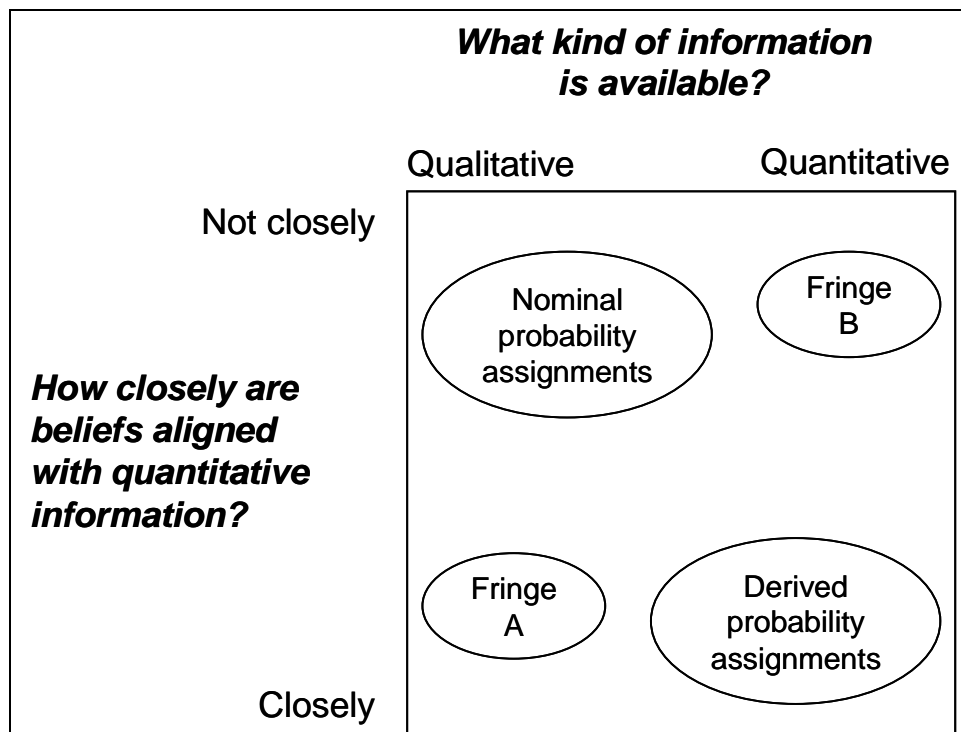 What kind of information
is available?
Qualitative
Quantitative
Not closely
Nominal
probability
assignments
Fringe
B
How closely are
beliefs aligned
with quantitative
information?
Fringe
A
Derived
probability
assignments
Closely